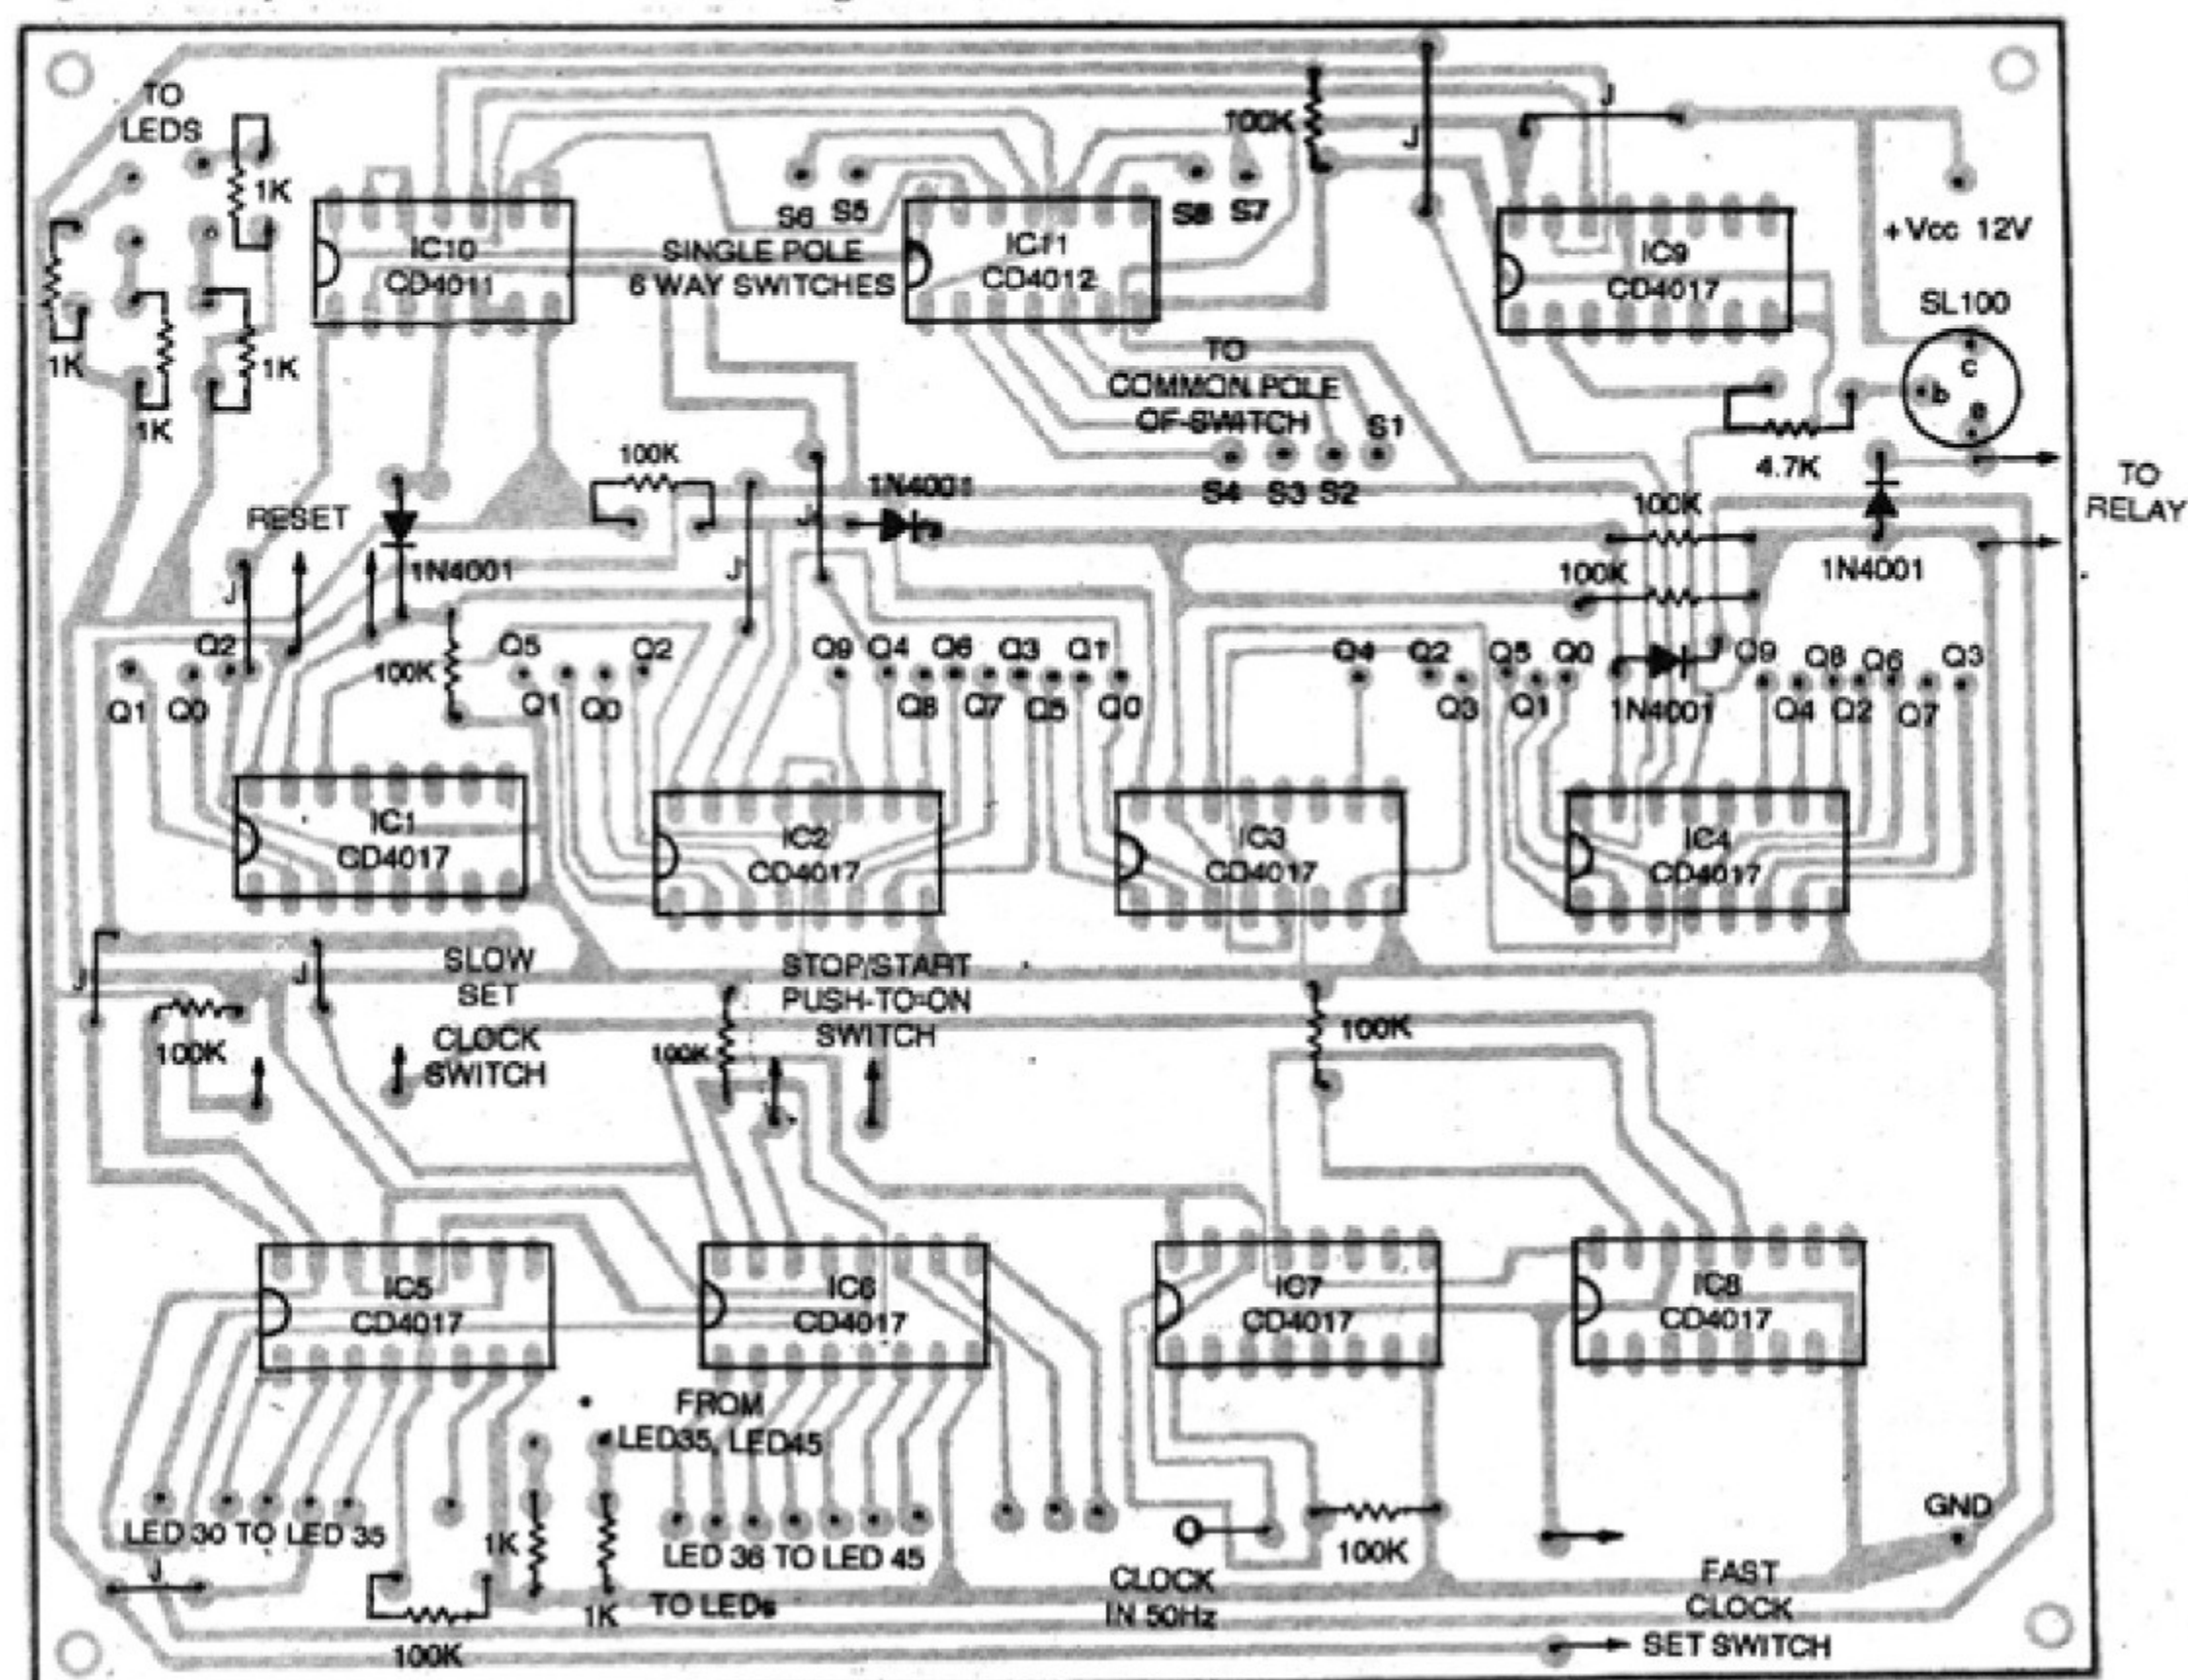 TO
LEDS
1K
100K
J
J
S6 S5
S8 S7
+Vcc 12V
IC10
CD4011
SINGLE POLE
6 WAY SWITCHES
IC11
CD4012
IC9
CD4017
SL100
c
b
e
1K
1K
1K
TO
COMMON POLE
OF SWITCH
S1
S4 S3 S2
4.7K
TO
RELAY
100K
1N4001
RESET
J
J
J
1N4001
100K
100K
1N4001
Q2
100K
Q5
Q2
Q9 Q4 Q6 Q3 Q1
Q4 Q2 Q5 Q0
Q9 Q8 Q6 Q3
Q1 Q0
Q1 Q0
Q8 Q7 Q5 Q0
Q3 Q1
1N4001
Q4 Q2 Q7
IC1
CD4017
IC2
CD4017
IC3
CD4017
IC4
CD4017
J
J
SLOW
SET
CLOCK
SWITCH
STOP/START
PUSH-TO-ON
SWITCH
100K
100K
100K
IC5
CD4017
IC6
CD4017
IC7
CD4017
IC8
CD4017
FROM
LED35, LED45
LED 30 TO LED 35
1K
LED 36 TO LED 45
100K
GND
J
1K
TO LEDs
CLOCK
IN 50Hz
FAST
CLOCK
SET SWITCH
100K